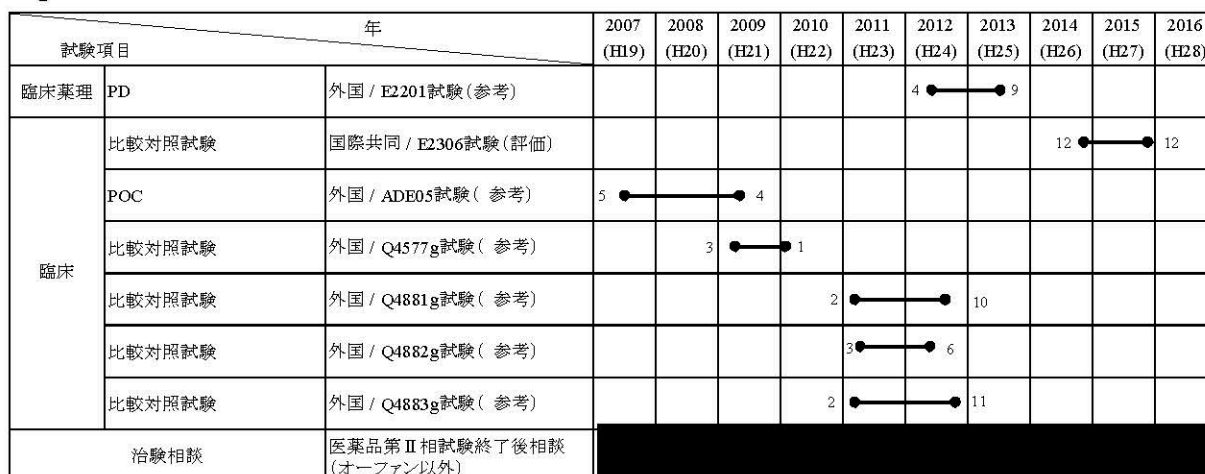 年
試験項目
2007 2008 2009 2010 2011 2012 2013 2014 2015 2016
(H19) (H20) (H21) (H22) (H23) (H24) (H25) (H26) (H27) (H28)
臨床薬理 PD 外国 / E2201試験(参考) 4 9
比較対照試験 国際共同 / E2306試験(評価) 12 12
POC 外国 / ADE05試験( 参考) 5 4
比較対照試験 外国 / Q4577g試験( 参考) 3 1
臨床
比較対照試験 外国 / Q4881g試験( 参考) 2 10
比較対照試験 外国 / Q4882g試験( 参考) 3 6
比較対照試験 外国 / Q4883g試験( 参考) 2 11
治験相談 医薬品第Ⅱ相試験終了後相談
(オーファン以外)